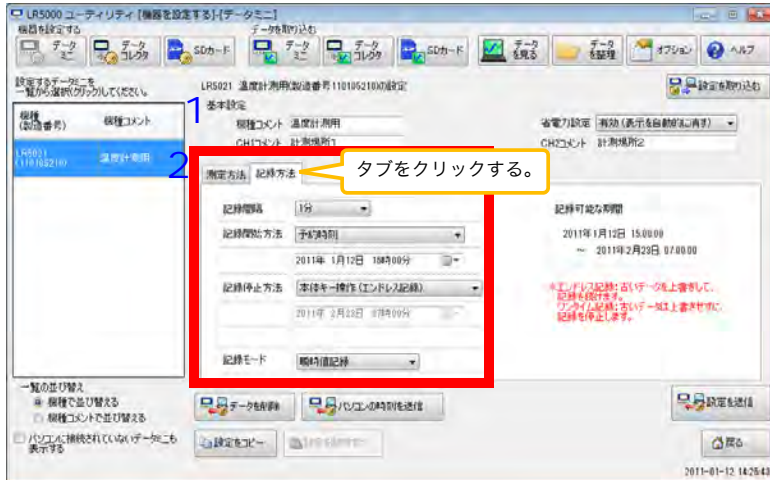 LR5000 ユーティリティ [機器を設定する]-[データミニ]
機器を設定する データを取り込む
データミニ データコレクタ SDカード データミニ データコレクタ SDカード データを見る データを整理 オプション ヘルプ
設定するデータミニを
一覧から選択(クリック)してください。
機種
(製造番号) 機種コメント
LR5021
(110105210) 温度計測用
LR5021 温度計測用(製造番号110105210)の設定
設定を取り込む
1
基本設定
機種コメント 温度計測用 省電力設定 有効 (表示を自動的に消す)
CH1コメント 計測場所1 CH2コメント 計測場所2
2
測定方法 記録方法
タブをクリックする。
記録間隔 1分
記録開始方法 予約時刻
2011年 1月12日 15時00分
記録停止方法 本体キー操作 (エンドレス記録)
2011年 2月23日 07時00分
記録モード 瞬時値記録
記録可能な期間
2011年1月12日 15:00:00
~ 2011年2月23日 07:00:00
※エンドレス記録:古いデータを上書きして、
記録を続けます。
ワンタイム記録:古いデータは上書きせずに、
記録を停止します。
一覧の並び替え
機種で並び替える
機種コメントで並び替える
パソコンに接続されていないデータミニも
表示する
データを削除 パソコンの時刻を送信 設定を送信
設定をコピー 戻る
2011-01-12 14:26:43